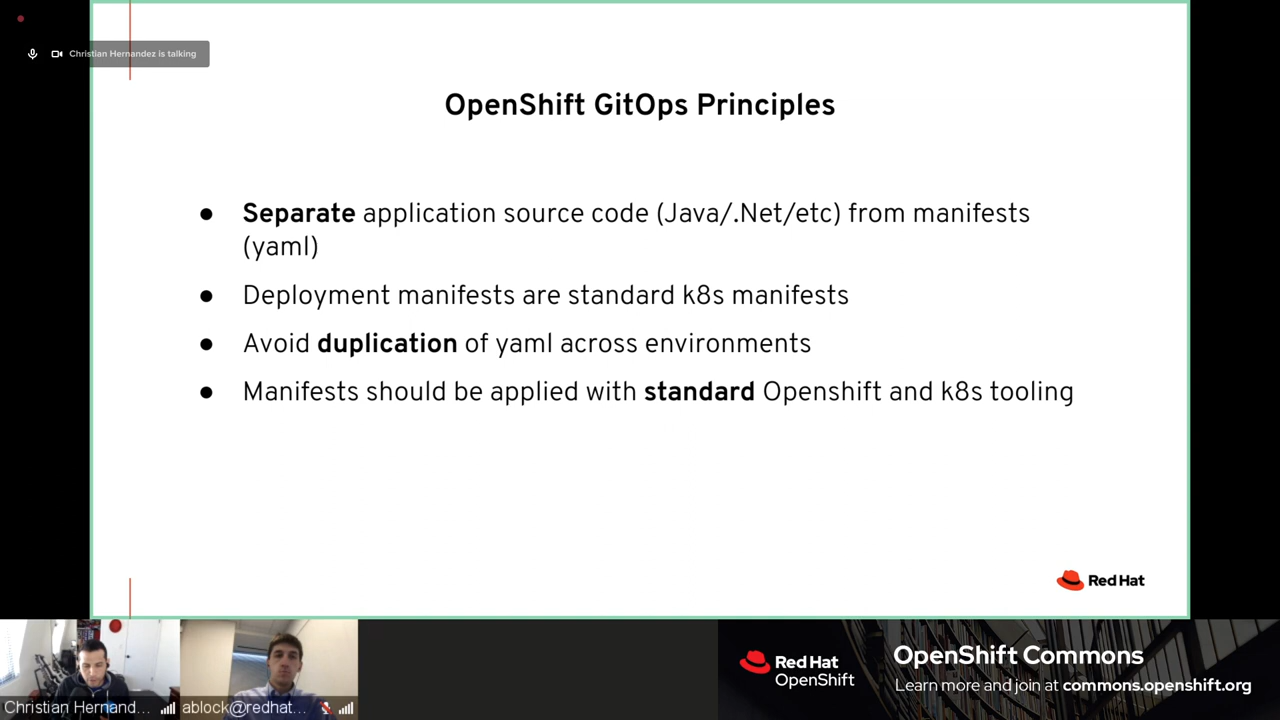 Christian Hernandez is talking
OpenShift GitOps Principles
● Separate application source code (Java/.Net/etc) from manifests
(yaml)
● Deployment manifests are standard k8s manifests
● Avoid duplication of yaml across environments
● Manifests should be applied with standard Openshift and k8s tooling
Red Hat
Christian Hernand...
ablock@redhat...
Red Hat
OpenShift
OpenShift Commons
Learn more and join at commons.openshift.org